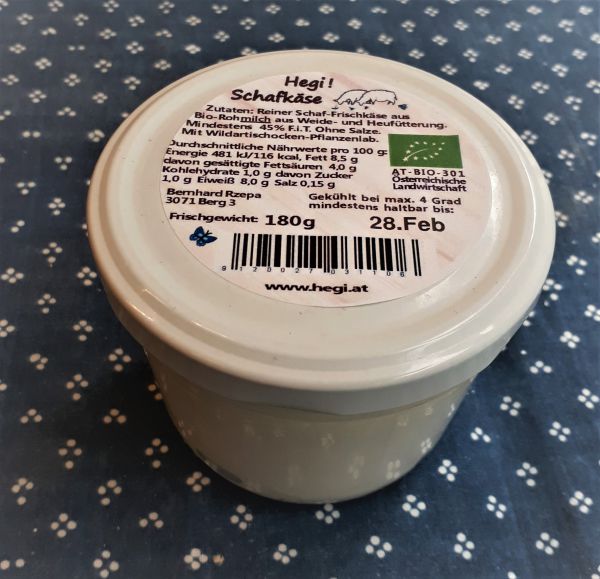 Hegi!
Schafkäse
Zutaten: Reiner Schaf-Frischkäse aus
Bio-Rohmilch aus Weide- und Heufütterung.
Mindestens 45% F.i.T. Ohne Salze.
Mit Wildartischocken-Pflanzenlab.
Durchschnittliche Nährwerte pro 100 g:
Energie 481 kJ/116 kcal, Fett 8,5 g
davon gesättigte Fettsäuren 4,0 g
Kohlehydrate 1,0 g davon Zucker
1,0 g Eiweiß 8,0 g Salz 0,15 g
AT-BIO-301
Österreichische
Landwirtschaft
Bernhard Rzepa
3071 Berg 3
Gekühlt bei max. 4 Grad
mindestens haltbar bis:
Frischgewicht: 180g
28.Feb
9120027031106
www.hegi.at